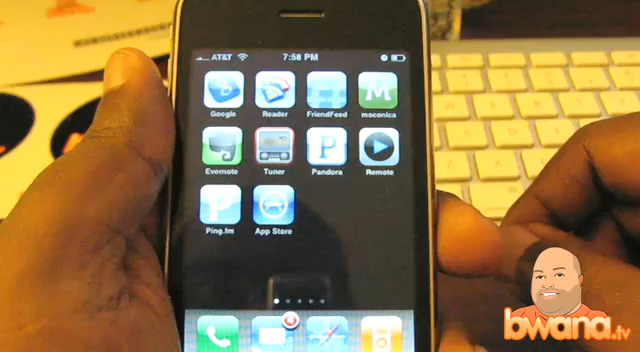 AT&T 7:58 PM
Google Reader FriendFeed moconica
Evernote Tuner Pandora Remote
Ping.fm App Store
bwana.tv